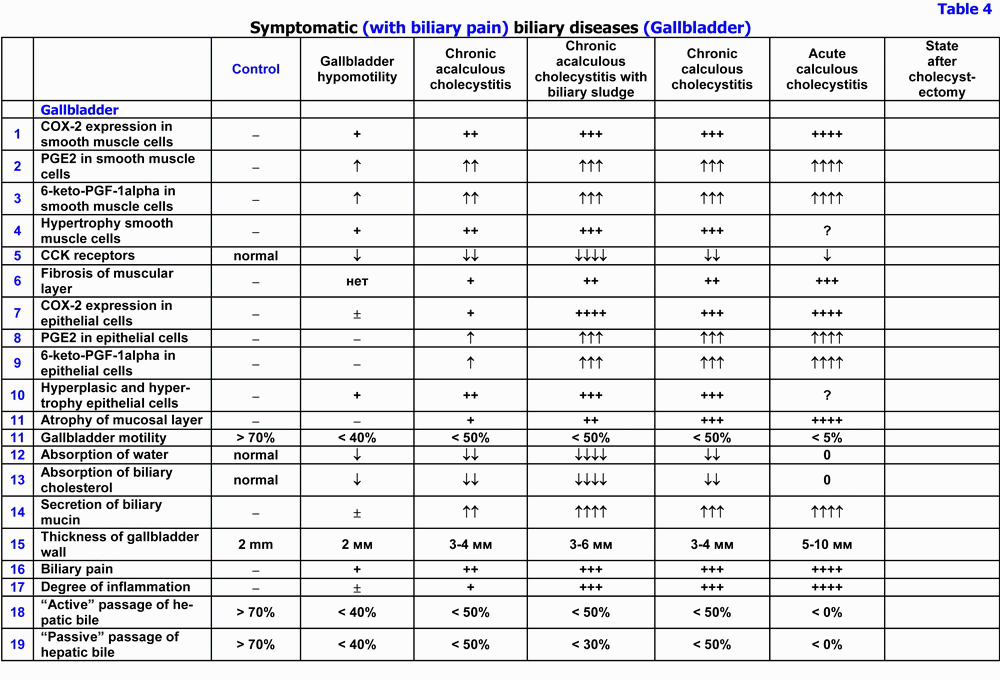 Table 4
Symptomatic (with biliary pain) biliary diseases (Gallbladder)
Control | Gallbladder hypomotility | Chronic acalculous cholecystitis | Chronic acalculous cholecystitis with biliary sludge | Chronic calculous cholecystitis | Acute calculous cholecystitis | State after cholecyst-ectomy
Gallbladder
1 | COX-2 expression in smooth muscle cells | – | + | ++ | +++ | +++ | ++++
2 | PGE2 in smooth muscle cells | – | ↑ | ↑↑ | ↑↑↑ | ↑↑↑ | ↑↑↑↑
3 | 6-keto-PGF-1alpha in smooth muscle cells | – | ↑ | ↑↑ | ↑↑↑ | ↑↑↑ | ↑↑↑↑
4 | Hypertrophy smooth muscle cells | – | + | ++ | +++ | +++ | ?
5 | CCK receptors | normal | ↓ | ↓↓ | ↓↓↓↓ | ↓↓ | ↓
6 | Fibrosis of muscular layer | – | нет | + | ++ | ++ | +++
7 | COX-2 expression in epithelial cells | – | ± | + | ++++ | +++ | ++++
8 | PGE2 in epithelial cells | – | – | ↑ | ↑↑↑ | ↑↑↑ | ↑↑↑↑
9 | 6-keto-PGF-1alpha in epithelial cells | – | – | ↑ | ↑↑↑ | ↑↑↑ | ↑↑↑↑
10 | Hyperplasic and hyper-trophy epithelial cells | – | + | ++ | +++ | +++ | ?
11 | Atrophy of mucosal layer | – | – | + | ++ | +++ | ++++
11 | Gallbladder motility | > 70% | < 40% | < 50% | < 50% | < 50% | < 5%
12 | Absorption of water | normal | ↓ | ↓↓ | ↓↓↓↓ | ↓↓ | 0
13 | Absorption of biliary cholesterol | normal | ↓ | ↓↓ | ↓↓↓↓ | ↓↓ | 0
14 | Secretion of biliary mucin | – | ± | ↑↑ | ↑↑↑↑ | ↑↑↑ | ↑↑↑↑
15 | Thickness of gallbladder wall | 2 mm | 2 мм | 3-4 мм | 3-6 мм | 3-4 мм | 5-10 мм
16 | Biliary pain | – | + | ++ | +++ | +++ | ++++
17 | Degree of inflammation | – | ± | + | +++ | +++ | ++++
18 | “Active” passage of he-patic bile | > 70% | < 40% | < 50% | < 50% | < 50% | < 0%
19 | “Passive” passage of hepatic bile | > 70% | < 40% | < 50% | < 30% | < 50% | < 0%